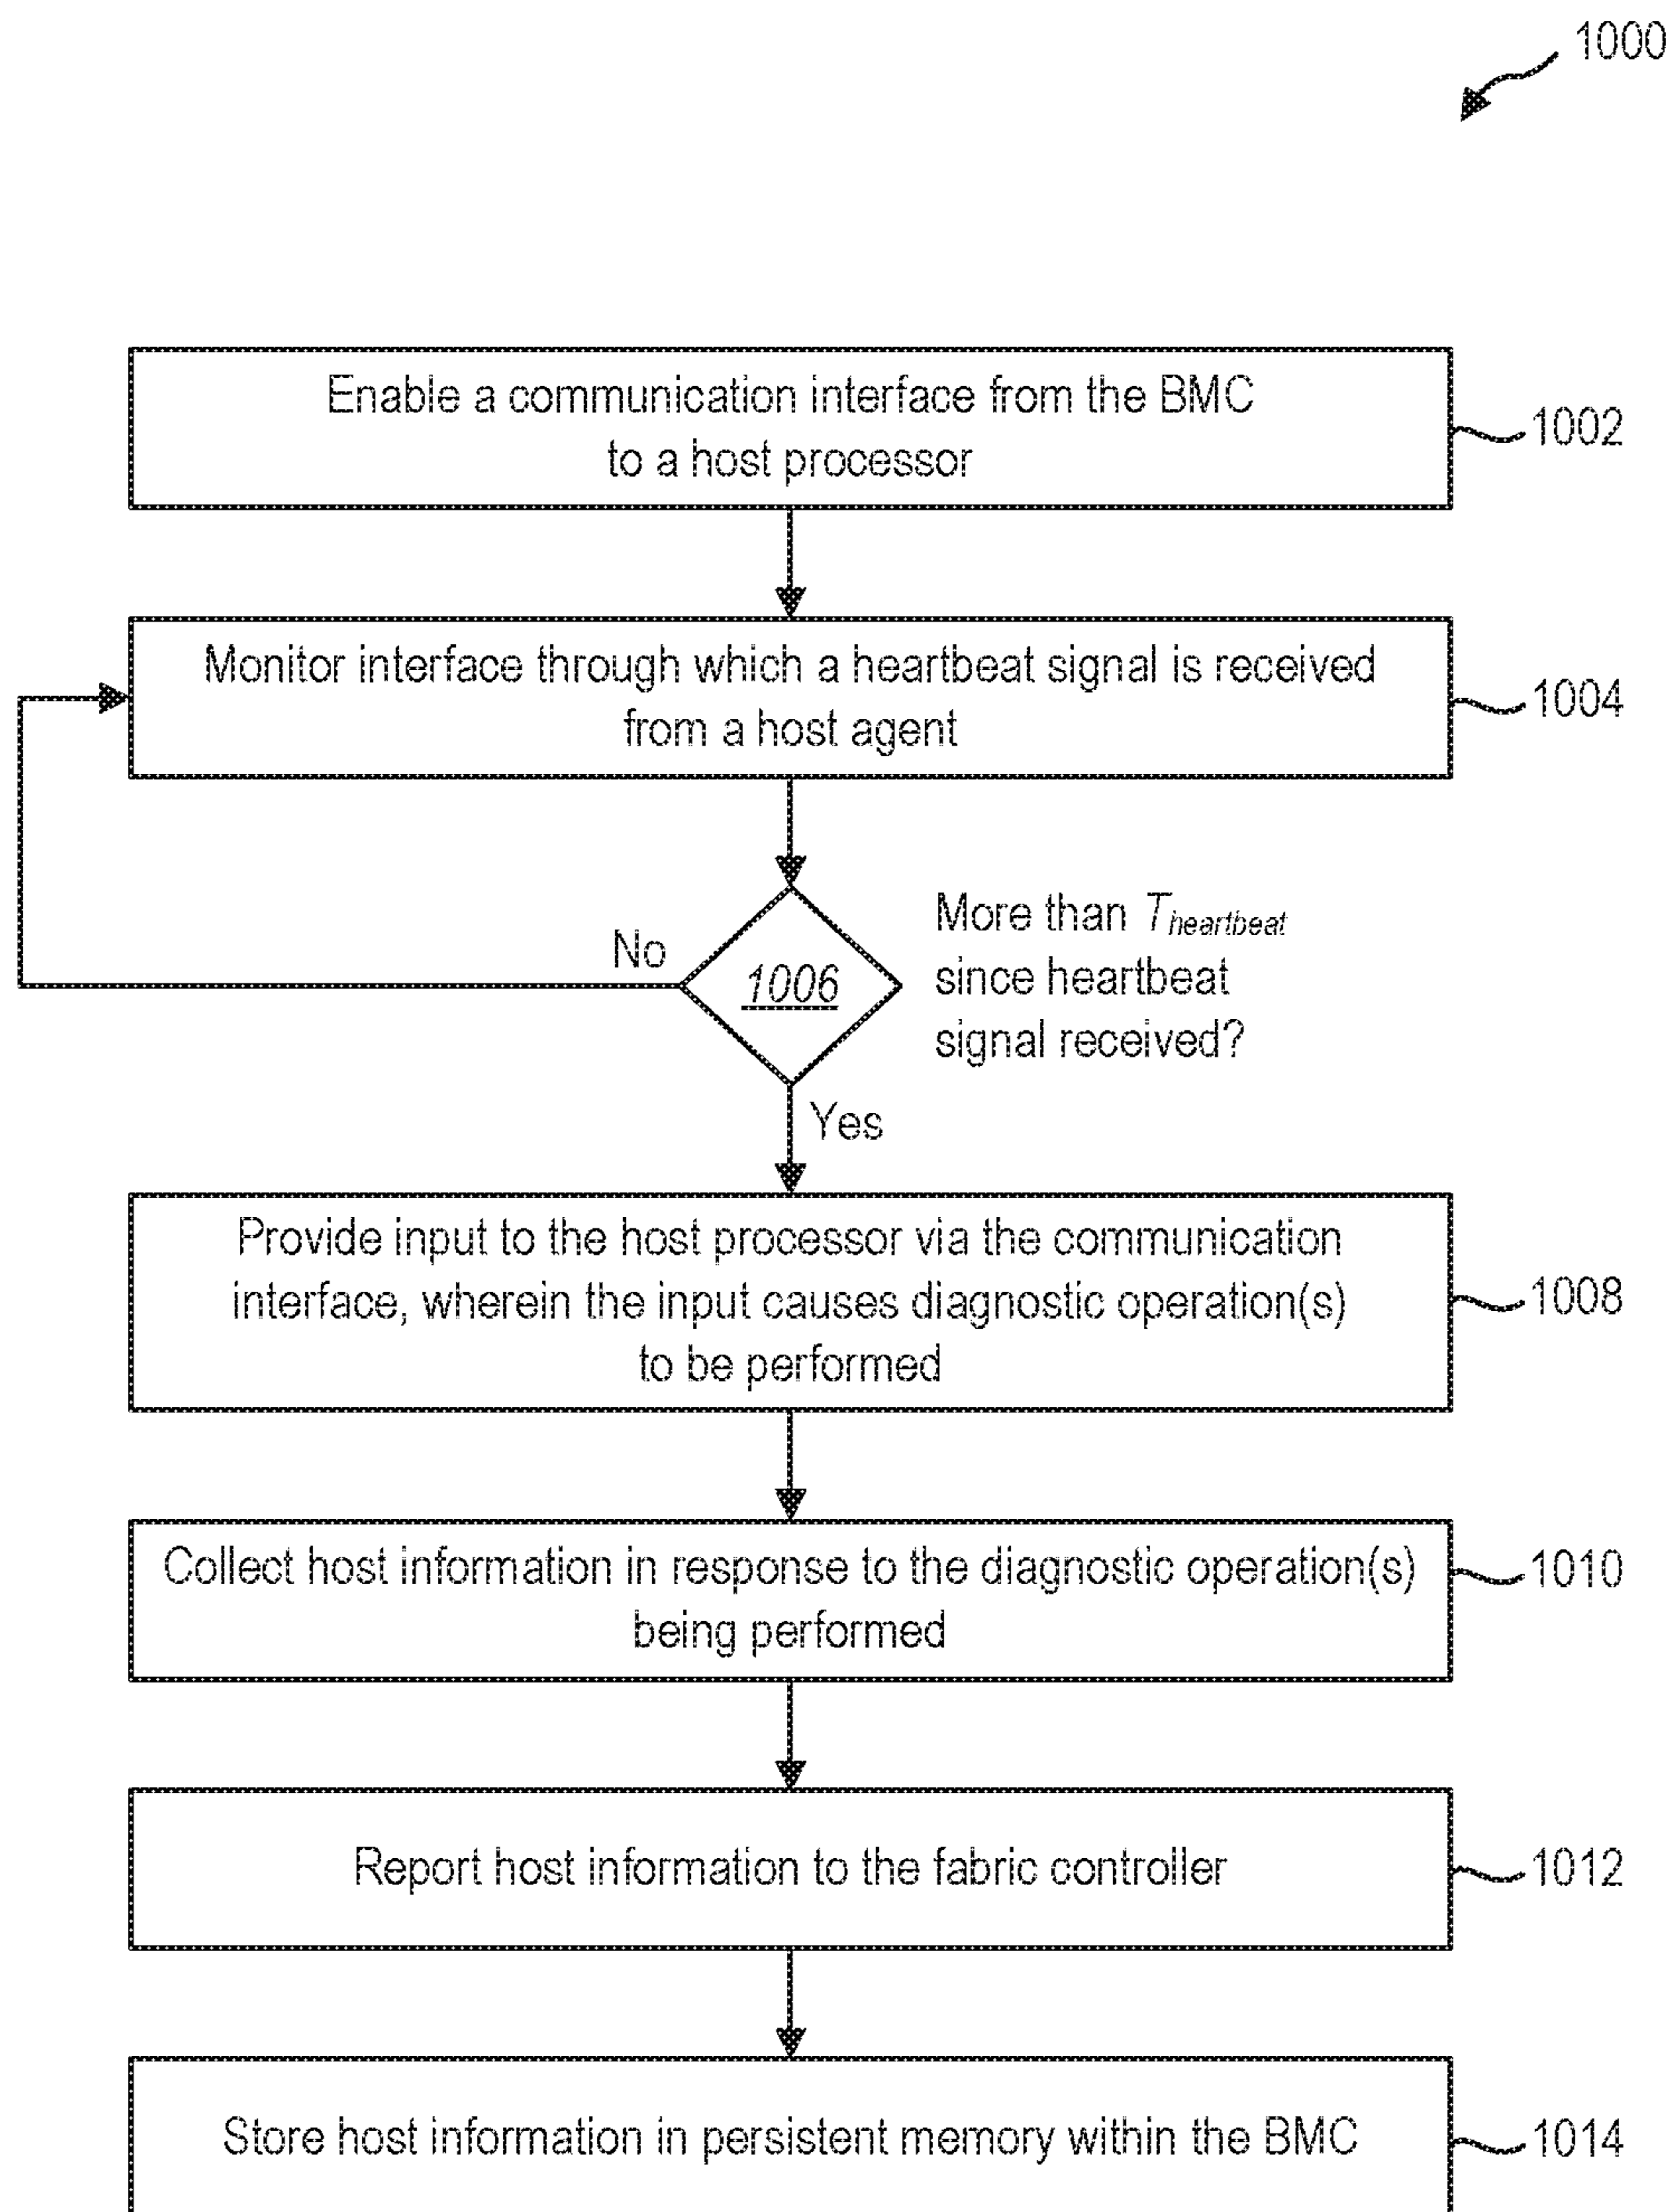 1000
Enable a communication interface from the BMC
to a host processor
1002
Monitor interface through which a heartbeat signal is received
from a host agent
1004
No
1006
More than Theartbeat
since heartbeat
signal received?
Yes
Provide input to the host processor via the communication
interface, wherein the input causes diagnostic operation(s)
to be performed
1008
Collect host information in response to the diagnostic operation(s)
being performed
1010
Report host information to the fabric controller
1012
Store host information in persistent memory within the BMC
1014